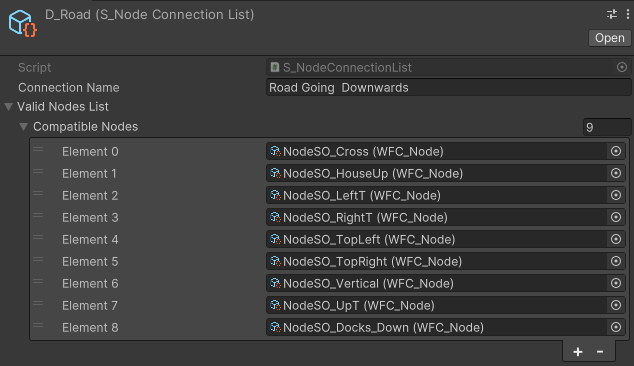 D_Road (S_Node Connection List)
Open
Script S_NodeConnectionList
Connection Name Road Going  Downwards
Valid Nodes List
Compatible Nodes 9
Element 0 NodeSO_Cross (WFC_Node)
Element 1 NodeSO_HouseUp (WFC_Node)
Element 2 NodeSO_LeftT (WFC_Node)
Element 3 NodeSO_RightT (WFC_Node)
Element 4 NodeSO_TopLeft (WFC_Node)
Element 5 NodeSO_TopRight (WFC_Node)
Element 6 NodeSO_Vertical (WFC_Node)
Element 7 NodeSO_UpT (WFC_Node)
Element 8 NodeSO_Docks_Down (WFC_Node)
+ -